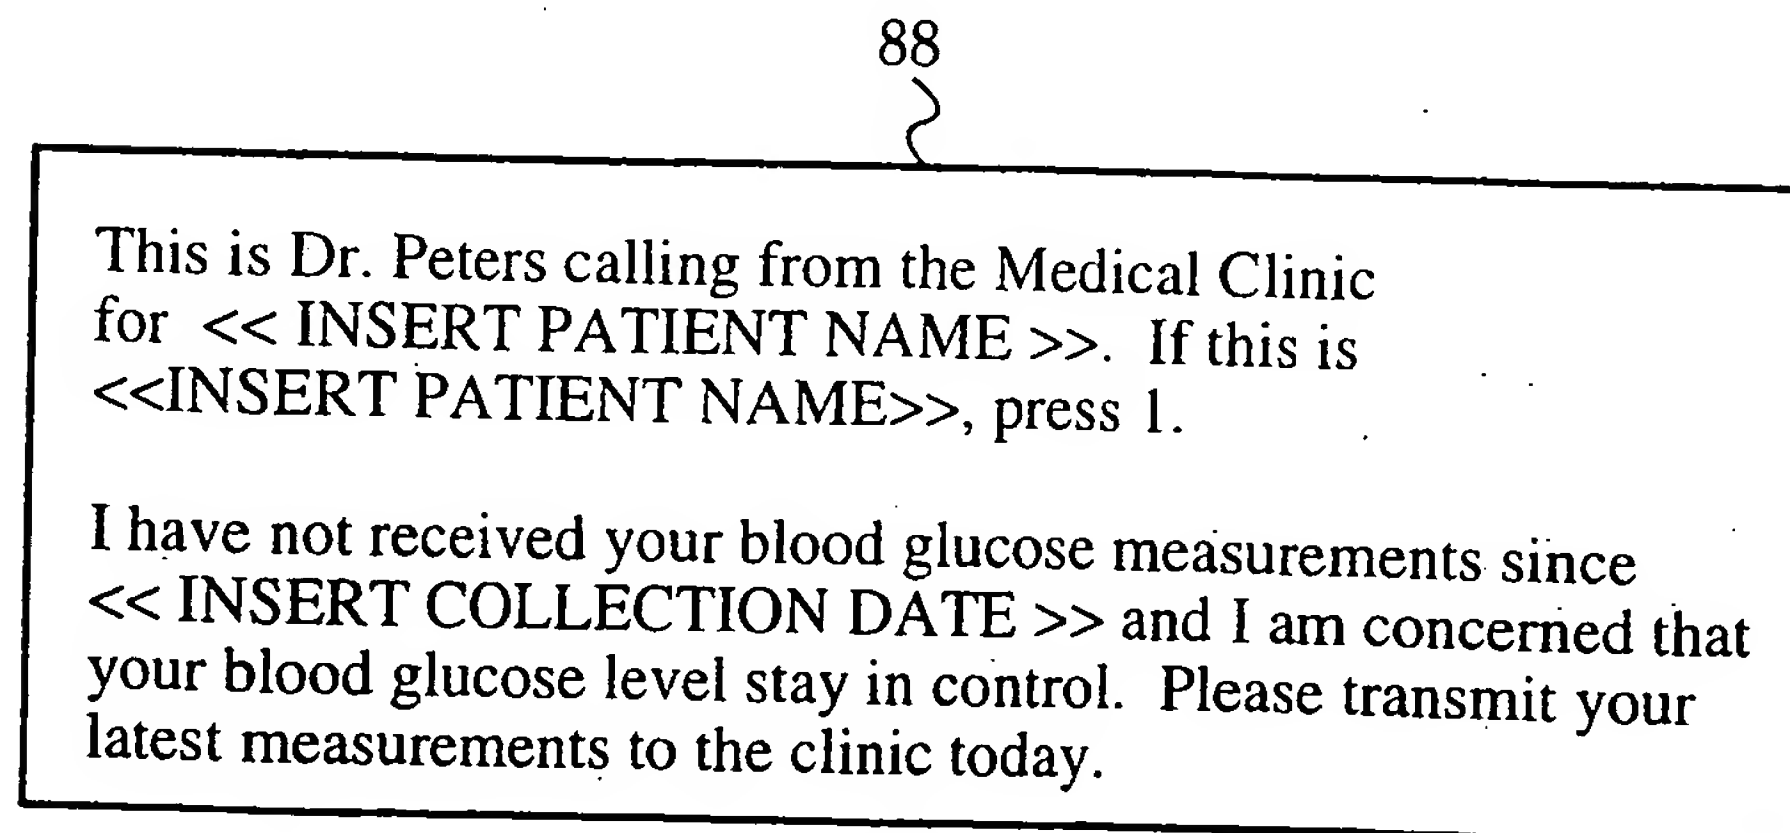 88
This is Dr. Peters calling from the Medical Clinic
for << INSERT PATIENT NAME >>. If this is
<<INSERT PATIENT NAME>>, press 1.
I have not received your blood glucose measurements since
<< INSERT COLLECTION DATE >> and I am concerned that
your blood glucose level stay in control. Please transmit your
latest measurements to the clinic today.